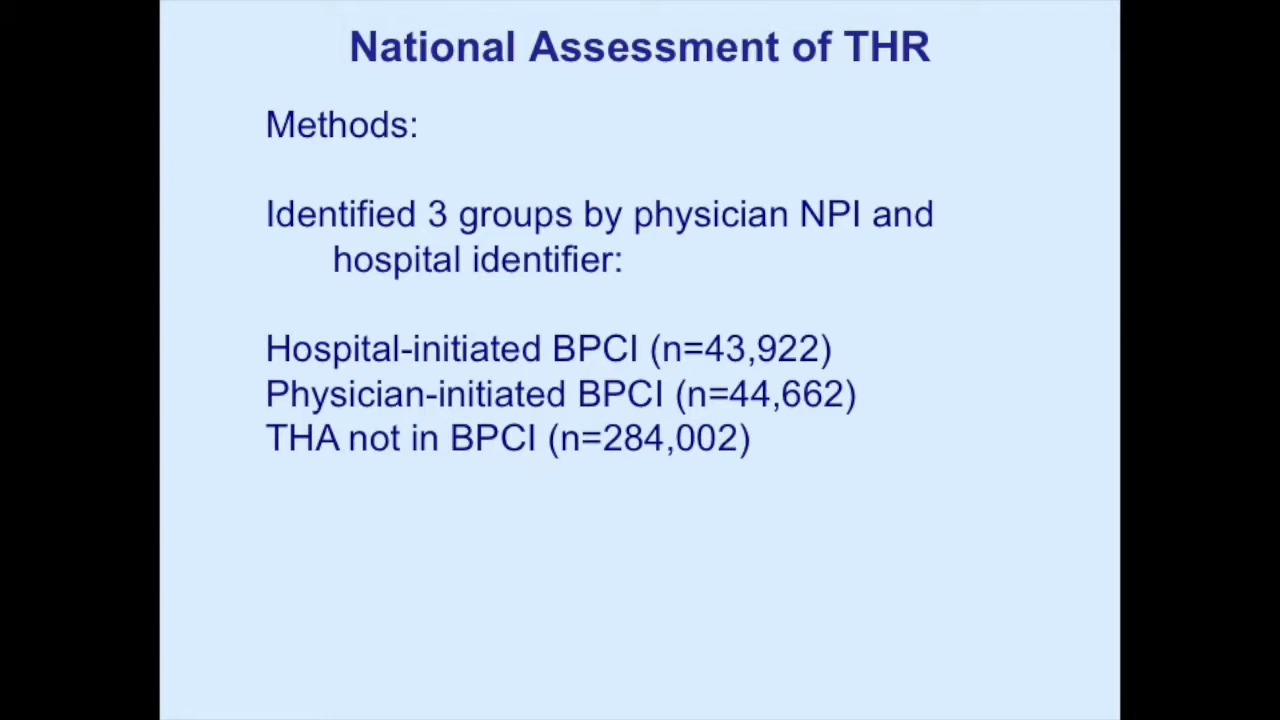 National Assessment of THR
Methods:
Identified 3 groups by physician NPI and
hospital identifier:
Hospital-initiated BPCI (n=43,922)
Physician-initiated BPCI (n=44,662)
THA not in BPCI (n=284,002)